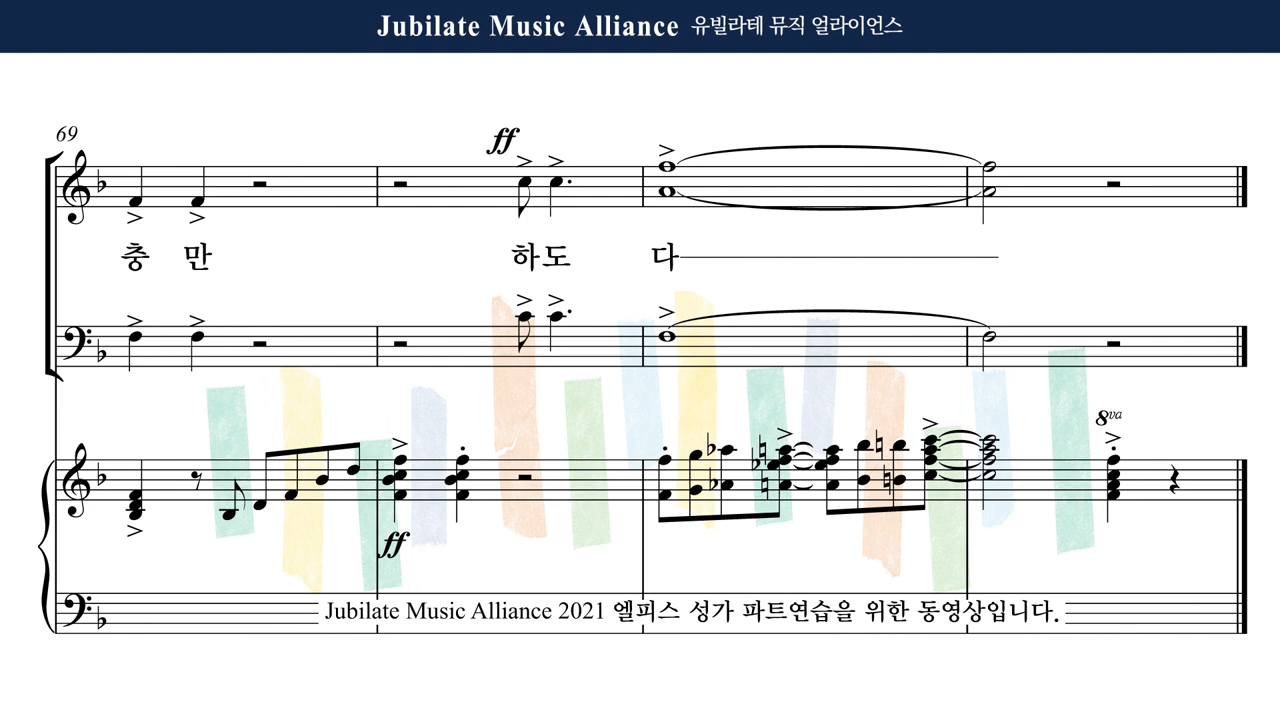 Jubilate Music Alliance 유빌라테 뮤직 얼라이언스
69
ff
충 만 하도 다
8va
ff
Jubilate Music Alliance 2021 엘피스 성가 파트연습을 위한 동영상입니다.